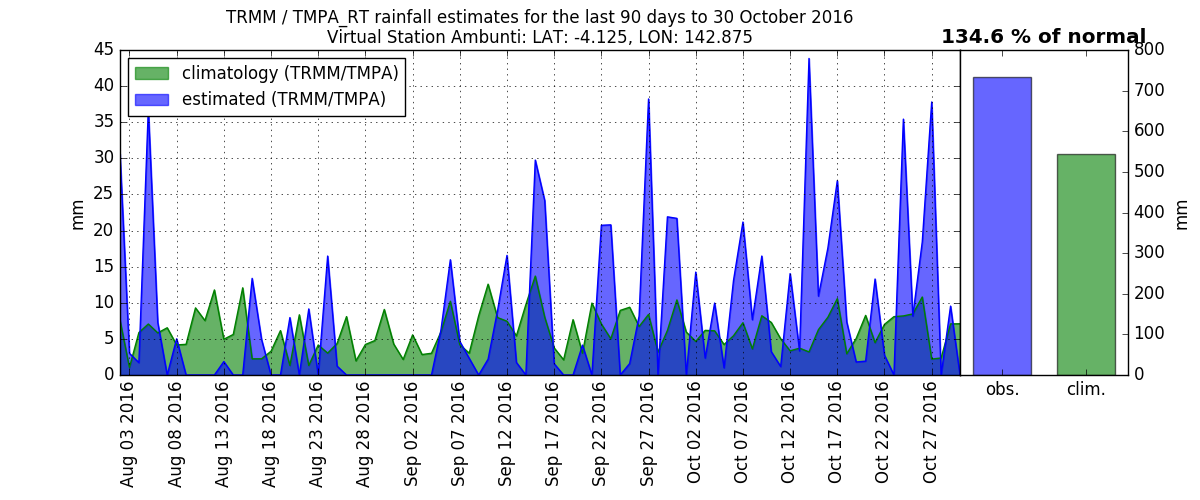 TRMM / TMPA_RT rainfall estimates for the last 90 days to 30 October 2016
Virtual Station Ambunti: LAT: -4.125, LON: 142.875
134.6 % of normal
climatology (TRMM/TMPA)
estimated (TRMM/TMPA)
45
40
35
30
25
20
15
10
5
0
mm
Aug 03 2016
Aug 08 2016
Aug 13 2016
Aug 18 2016
Aug 23 2016
Aug 28 2016
Sep 02 2016
Sep 07 2016
Sep 12 2016
Sep 17 2016
Sep 22 2016
Sep 27 2016
Oct 02 2016
Oct 07 2016
Oct 12 2016
Oct 17 2016
Oct 22 2016
Oct 27 2016
obs.
clim.
800
700
600
500
400
300
200
100
0
mm